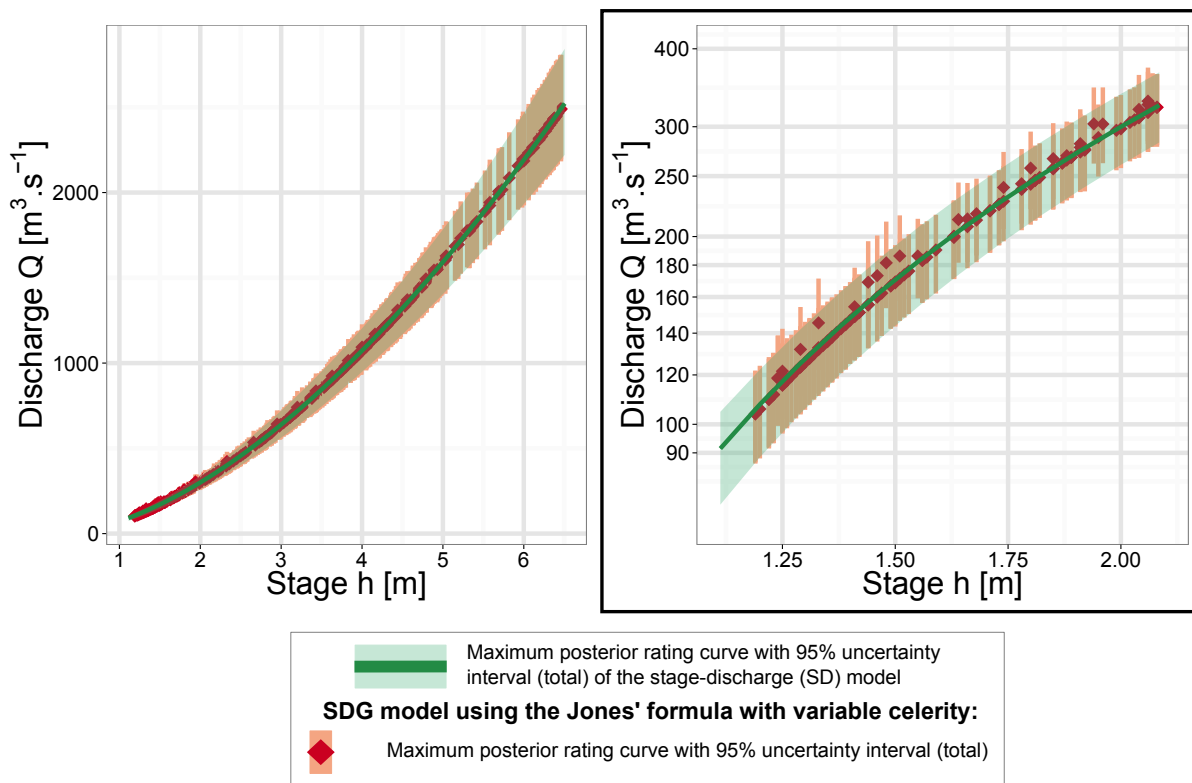 Discharge Q [m³.s⁻¹]
2000
1000
0
1 2 3 4 5 6
Stage h [m]
Discharge Q [m³.s⁻¹]
400
300
250
200
180
160
140
120
100
90
1.25 1.50 1.75 2.00
Stage h [m]
Maximum posterior rating curve with 95% uncertainty
interval (total) of the stage-discharge (SD) model
SDG model using the Jones' formula with variable celerity:
Maximum posterior rating curve with 95% uncertainty interval (total)